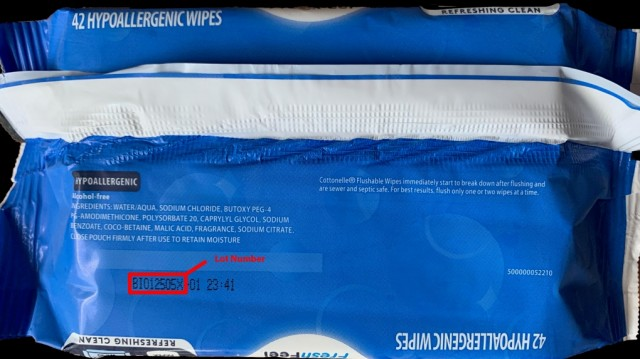 42 HYPOALLERGENIC WIPES
REFRESHING CLEAN
HYPOALLERGENIC
Alcohol-free
INGREDIENTS: WATER/AQUA, SODIUM CHLORIDE, BUTOXY PEG-4
PG-AMODIMETHICONE, POLYSORBATE 20, CAPRYLYL GLYCOL, SODIUM
BENZOATE, COCO-BETAINE, MALIC ACID, FRAGRANCE, SODIUM CITRATE.
CLOSE POUCH FIRMLY AFTER USE TO RETAIN MOISTURE
Cottonelle® Flushable Wipes immediately start to break down after flushing and
are sewer and septic safe. For best results, flush only one or two wipes at a time.
Lot Number
BI012505X 01 23:41
500000052210
REFRESHING CLEAN
FreshFeel
42 HYPOALLERGENIC WIPES